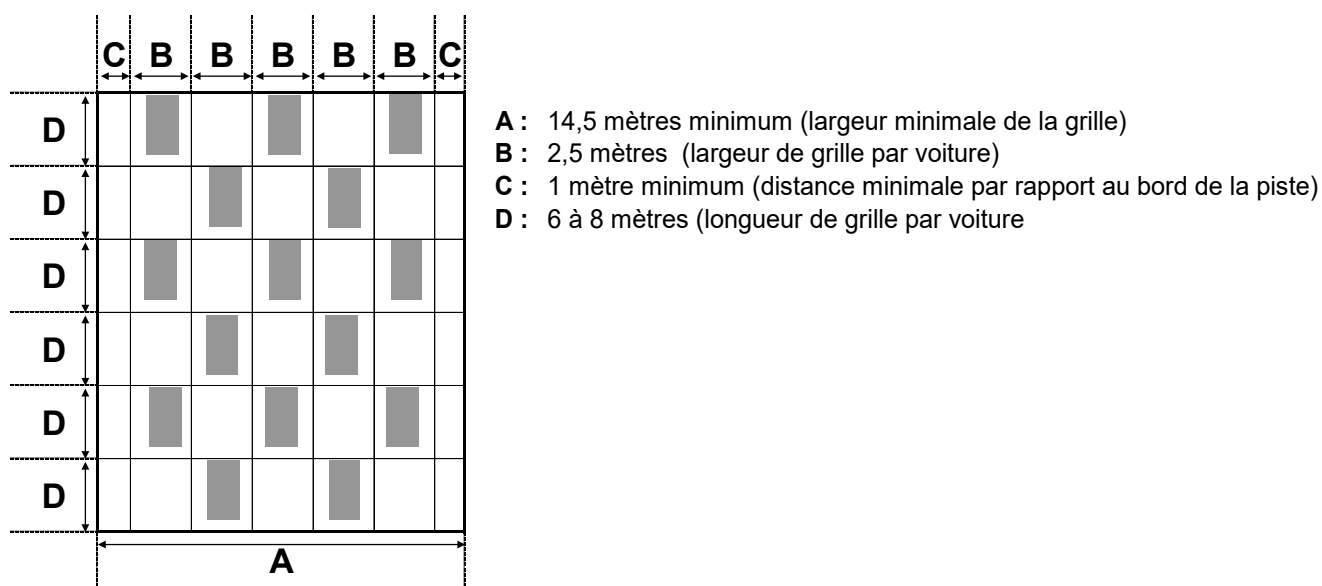 C B B B B B C
D
D
D
D
D
D
A
A : 14,5 mètres minimum (largeur minimale de la grille)
B : 2,5 mètres (largeur de grille par voiture)
C : 1 mètre minimum (distance minimale par rapport au bord de la piste)
D : 6 à 8 mètres (longueur de grille par voiture